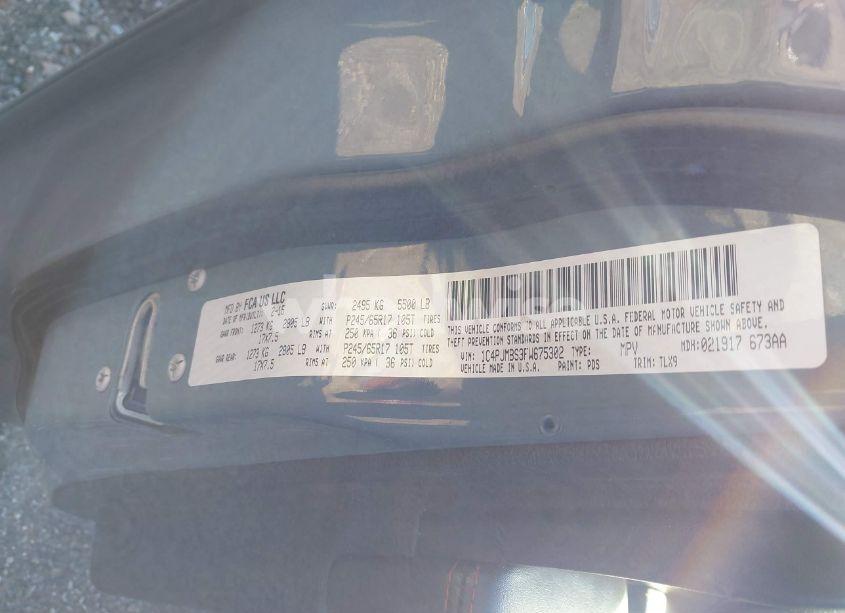 MFD BY FCA US LLC
DATE OF MANUFACTURE 2-15 GVWR: 2495 KG 5500 LB
GAWR FRONT: 1273 KG 2805 LB WITH P245/65R17 105T TIRES
17X7.5 RIMS AT 250 KPA ( 36 PSI) COLD
GAWR REAR: 1273 KG 2805 LB WITH P245/65R17 105T TIRES
17X7.5 RIMS AT 250 KPA ( 36 PSI) COLD
THIS VEHICLE CONFORMS TO ALL APPLICABLE U.S.A. FEDERAL MOTOR VEHICLE SAFETY AND
THEFT PREVENTION STANDARDS IN EFFECT ON THE DATE OF MANUFACTURE SHOWN ABOVE.
VIN: 1C4PJMBS3FW675302 TYPE: MPV MDH: 021917 673AA
VEHICLE MADE IN U.S.A. PAINT: PDS TRIM: TLX9